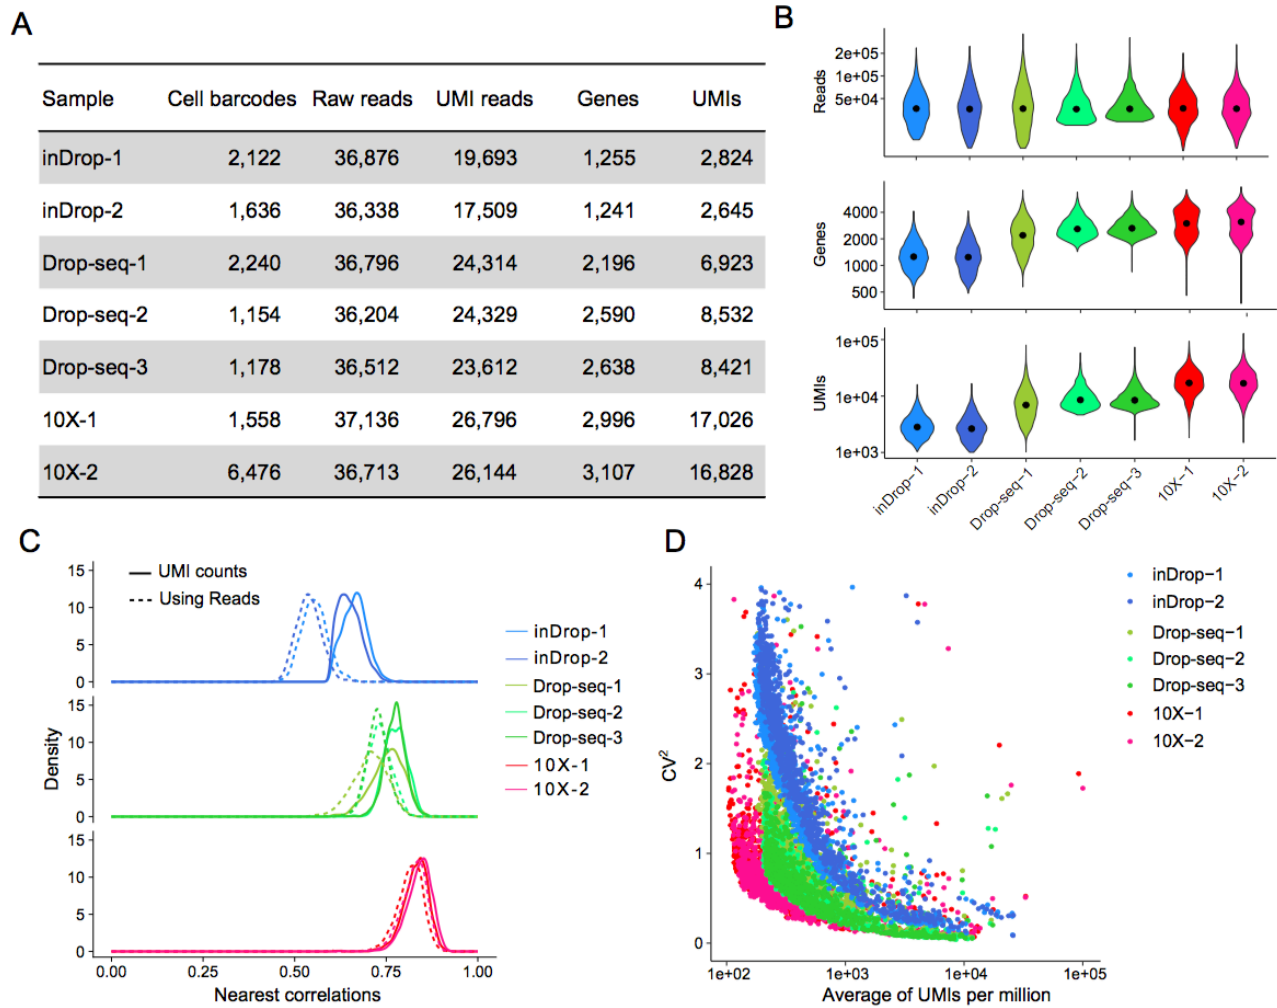 A
Sample Cell barcodes Raw reads UMI reads Genes UMIs
inDrop-1 2,122 36,876 19,693 1,255 2,824
inDrop-2 1,636 36,338 17,509 1,241 2,645
Drop-seq-1 2,240 36,796 24,314 2,196 6,923
Drop-seq-2 1,154 36,204 24,329 2,590 8,532
Drop-seq-3 1,178 36,512 23,612 2,638 8,421
10X-1 1,558 37,136 26,796 2,996 17,026
10X-2 6,476 36,713 26,144 3,107 16,828
B
Reads
2e+05
1e+05
5e+04
Genes
4000
2000
1000
500
UMIs
1e+05
1e+04
1e+03
inDrop-1 inDrop-2 Drop-seq-1 Drop-seq-2 Drop-seq-3 10X-1 10X-2
C
UMI counts
Using Reads
Density
15
10
5
0
15
10
5
0
15
10
5
0
0.00 0.25 0.50 0.75 1.00
Nearest correlations
inDrop-1
inDrop-2
Drop-seq-1
Drop-seq-2
Drop-seq-3
10X-1
10X-2
D
CV²
4
3
2
1
0
1e+02 1e+03 1e+04 1e+05
Average of UMIs per million
inDrop-1
inDrop-2
Drop-seq-1
Drop-seq-2
Drop-seq-3
10X-1
10X-2